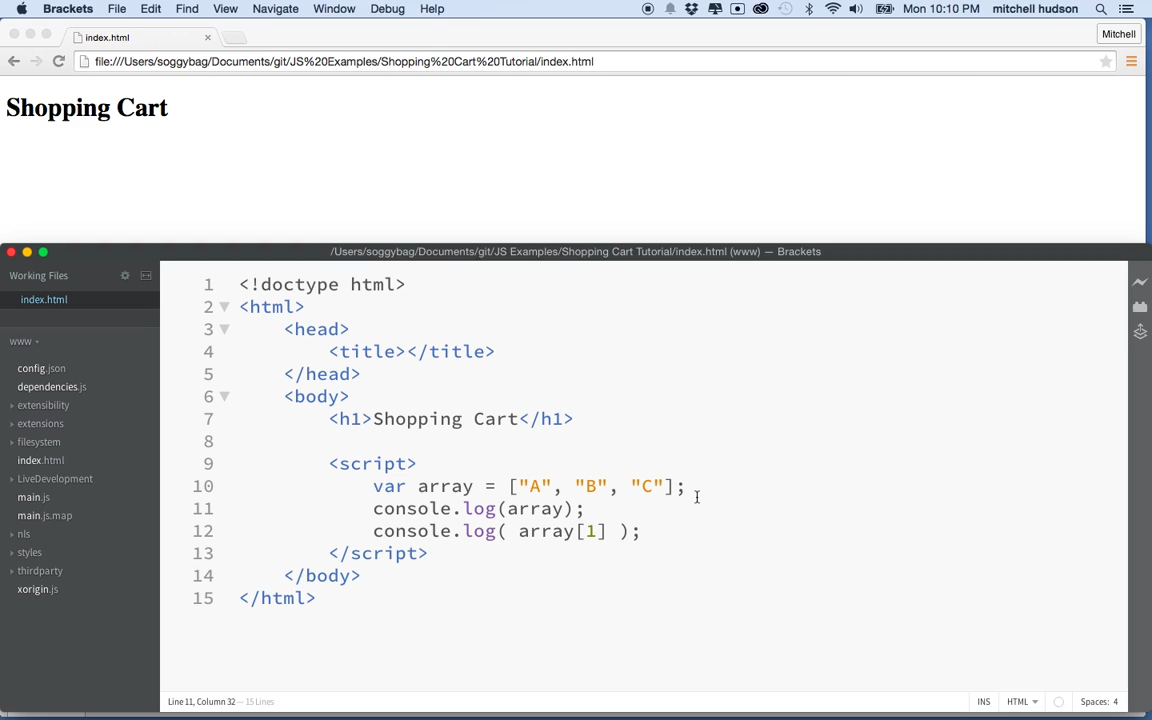 Brackets File Edit Find View Navigate Window Debug Help Mon 10:10 PM mitchell hudson
index.html Mitchell
file:///Users/soggybag/Documents/git/JS%20Examples/Shopping%20Cart%20Tutorial/index.html
Shopping Cart
/Users/soggybag/Documents/git/JS Examples/Shopping Cart Tutorial/index.html (www) — Brackets
Working Files
index.html
www
config.json
dependencies.js
extensibility
extensions
filesystem
index.html
LiveDevelopment
main.js
main.js.map
nls
styles
thirdparty
xorigin.js
1 <!doctype html>
2 <html>
3 <head>
4 <title></title>
5 </head>
6 <body>
7 <h1>Shopping Cart</h1>
8
9 <script>
10 var array = ["A", "B", "C"];
11 console.log(array);
12 console.log( array[1] );
13 </script>
14 </body>
15 </html>
Line 11, Column 32 — 15 Lines INS HTML Spaces: 4